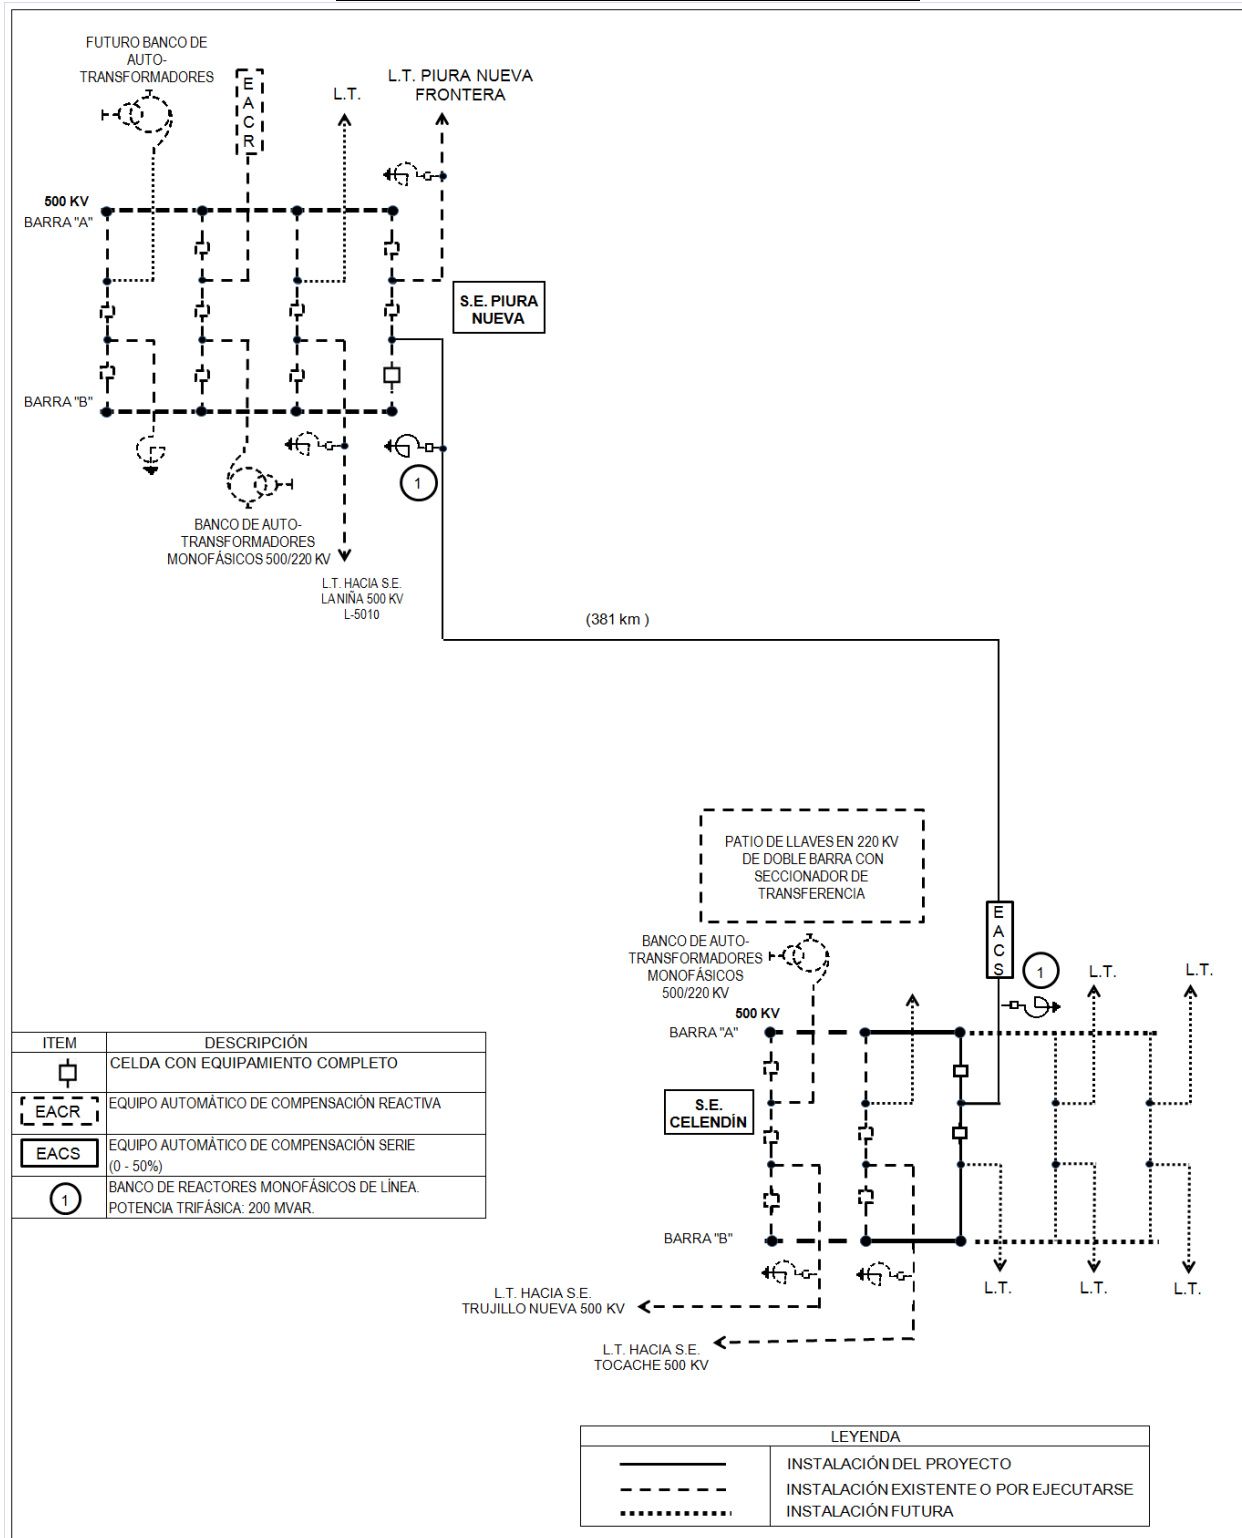 FUTURO BANCO DE
AUTO-
TRANSFORMADORES
E
A
C
R
L.T.
L.T. PIURA NUEVA
FRONTERA
500 KV
BARRA "A"
S.E. PIURA
NUEVA
BARRA "B"
1
BANCO DE AUTO-
TRANSFORMADORES
MONOFÁSICOS 500/220 KV
L.T. HACIA S.E.
LA NIÑA 500 KV
L-5010
(381 km )
PATIO DE LLAVES EN 220 KV
DE DOBLE BARRA CON
SECCIONADOR DE
TRANSFERENCIA
E
A
C
S
1
BANCO DE AUTO-
TRANSFORMADORES
MONOFÁSICOS
500/220 KV
L.T.
L.T.
500 KV
BARRA "A"
S.E.
CELENDÍN
BARRA "B"
L.T.
L.T.
L.T.
L.T. HACIA S.E.
TRUJILLO NUEVA 500 KV
L.T. HACIA S.E.
TOCACHE 500 KV
ITEM DESCRIPCIÓN
CELDA CON EQUIPAMIENTO COMPLETO
EACR EQUIPO AUTOMÁTICO DE COMPENSACIÓN REACTIVA
EACS EQUIPO AUTOMÁTICO DE COMPENSACIÓN SERIE
(0 - 50%)
1 BANCO DE REACTORES MONOFÁSICOS DE LÍNEA.
POTENCIA TRIFÁSICA: 200 MVAR.
LEYENDA
INSTALACIÓN DEL PROYECTO
INSTALACIÓN EXISTENTE O POR EJECUTARSE
INSTALACIÓN FUTURA